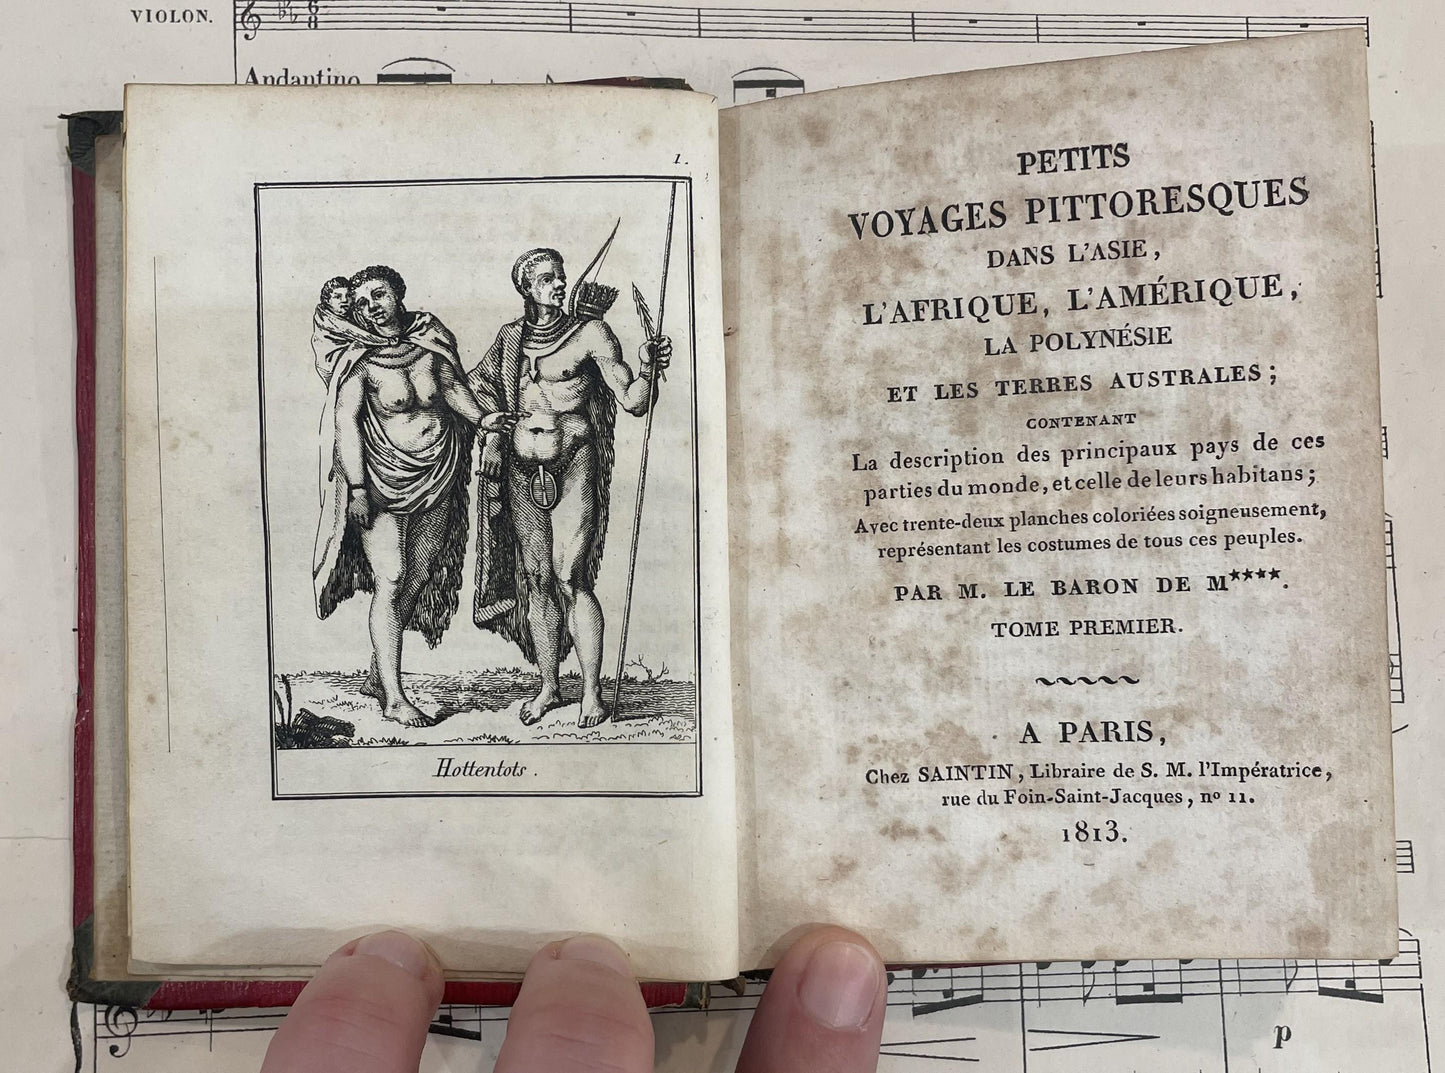 VIOLON.
6
8
Andantino
1.
Hottentots.
PETITS
VOYAGES PITTORESQUES
DANS L'ASIE,
L'AFRIQUE, L'AMÉRIQUE,
LA POLYNÉSIE
ET LES TERRES AUSTRALES;
CONTENANT
La description des principaux pays de ces
parties du monde, et celle de leurs habitans;
Avec trente-deux planches coloriées soigneusement,
représentant les costumes de tous ces peuples.
PAR M. LE BARON DE M****.
TOME PREMIER.
A PARIS,
Chez SAINTIN, Libraire de S. M. l'Impératrice,
rue du Foin-Saint-Jacques, nº 11.
1813.
p